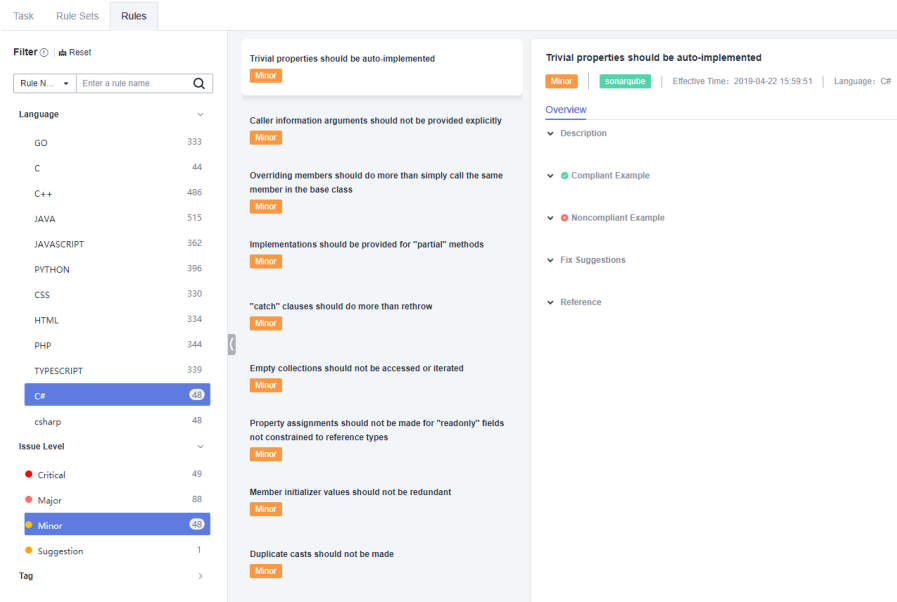 Task Rule Sets Rules
Filter Reset
Rule N... Enter a rule name.
Language
GO 333
C 44
C++ 486
JAVA 515
JAVASCRIPT 362
PYTHON 396
CSS 330
HTML 334
PHP 344
TYPESCRIPT 339
C# 48
csharp 48
Issue Level
Critical 49
Major 88
Minor 48
Suggestion 1
Tag
Trivial properties should be auto-implemented
Minor
Caller information arguments should not be provided explicitly
Minor
Overriding members should do more than simply call the same
member in the base class
Minor
Implementations should be provided for "partial" methods
Minor
"catch" clauses should do more than rethrow
Minor
Empty collections should not be accessed or iterated
Minor
Property assignments should not be made for "readonly" fields
not constrained to reference types
Minor
Member initializer values should not be redundant
Minor
Duplicate casts should not be made
Minor
Trivial properties should be auto-implemented
Minor sonarqube Effective Time: 2019-04-22 15:59:51 Language: C#
Overview
Description
Compliant Example
Noncompliant Example
Fix Suggestions
Reference